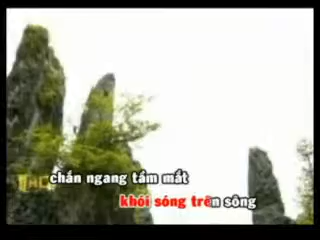 chắn ngang tầm mắt
khói sóng trên sông